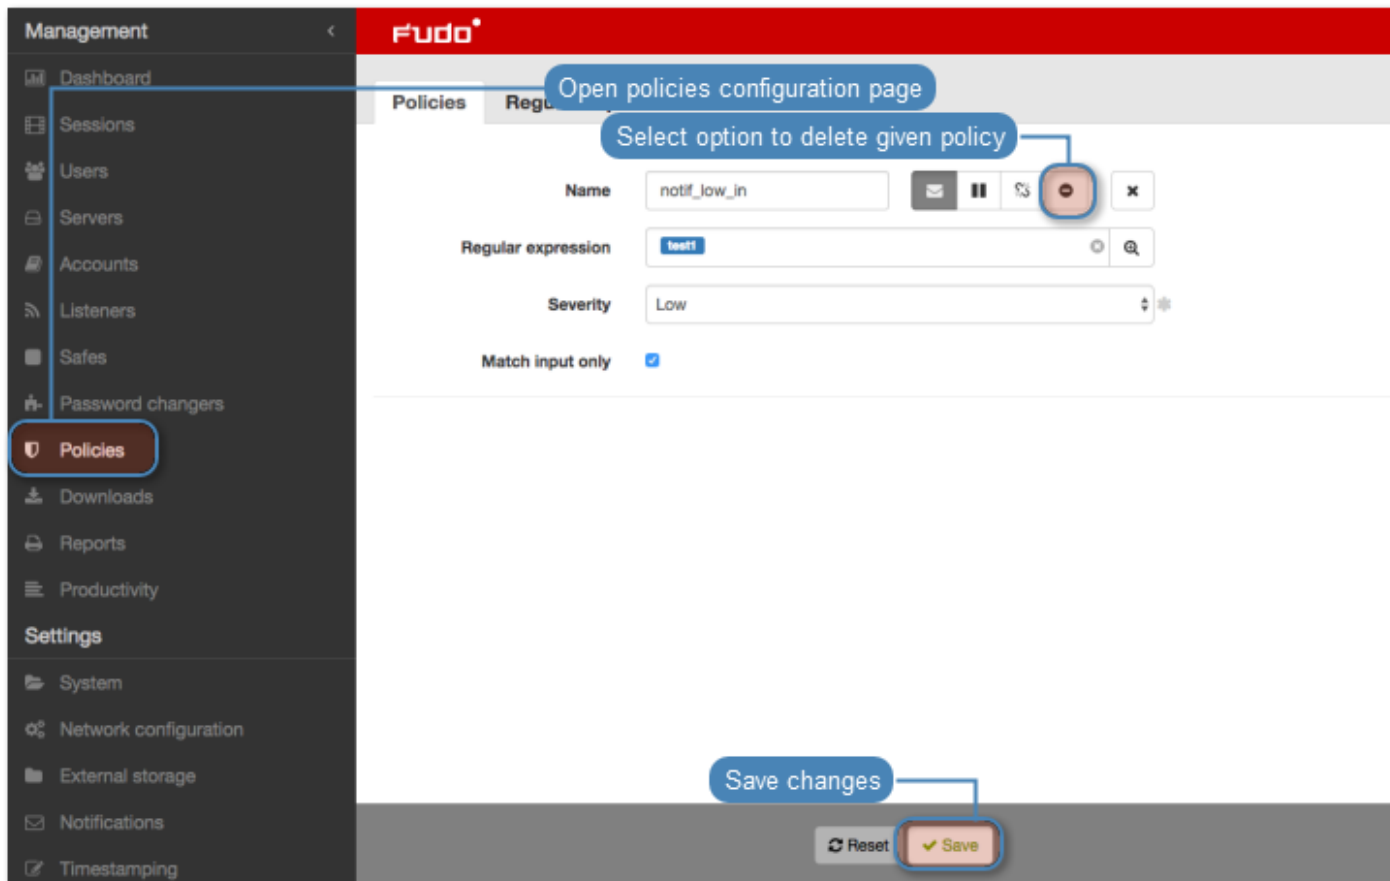 Management
FUDO
Dashboard
Open policies configuration page
Policies
Regu
Sessions
Select option to delete given policy
Users
Name
notif_low_in
Servers
Regular expression
test1
Accounts
Listeners
Severity
Low
Safes
Match input only
Password changers
Policies
Downloads
Reports
Productivity
Settings
System
Network configuration
External storage
Save changes
Notifications
Reset
Save
Timestamping